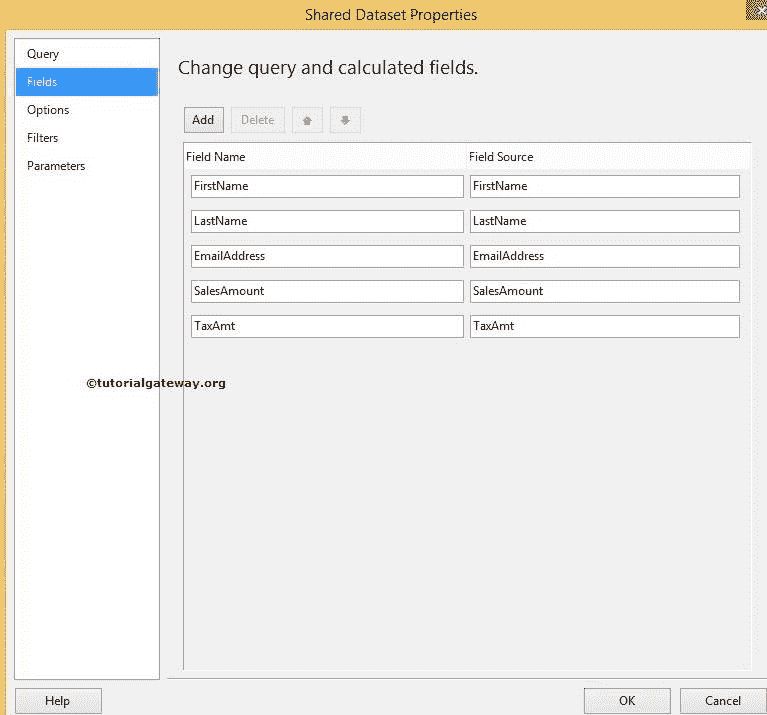 Shared Dataset Properties
Query
Fields
Options
Filters
Parameters
Change query and calculated fields.
Add Delete
Field Name Field Source
FirstName FirstName
LastName LastName
EmailAddress EmailAddress
SalesAmount SalesAmount
TaxAmt TaxAmt
©tutorialgateway.org
Help OK Cancel